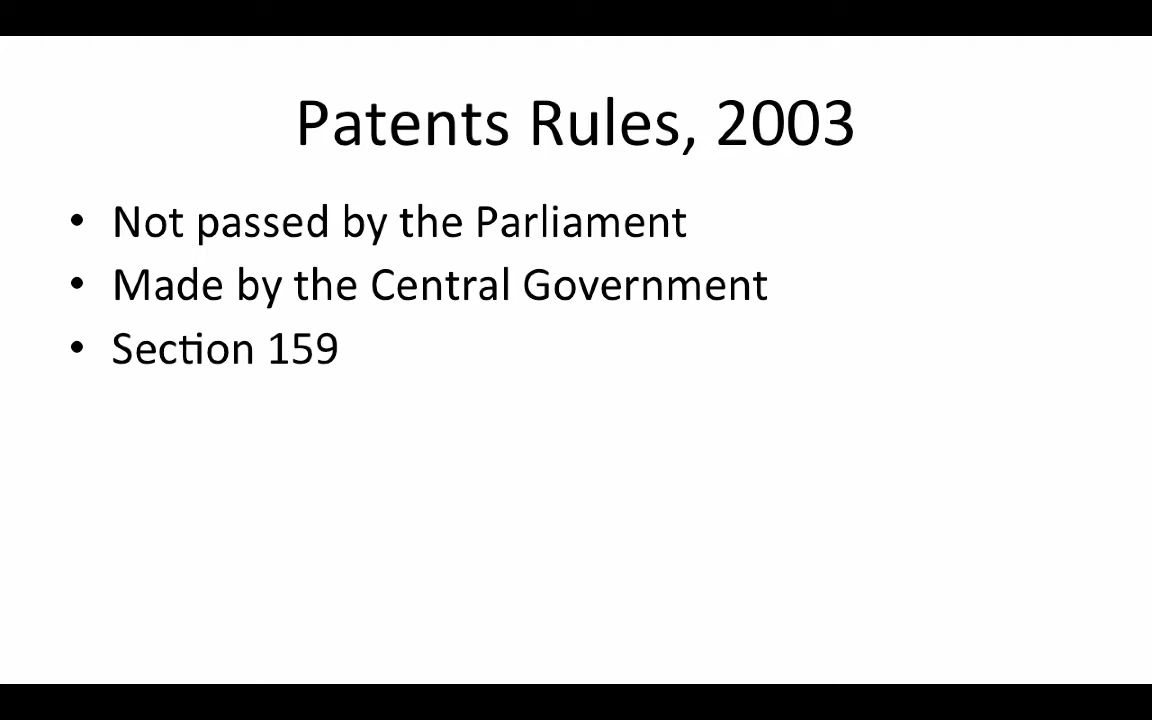 Patents Rules, 2003
• Not passed by the Parliament
• Made by the Central Government
• Section 159